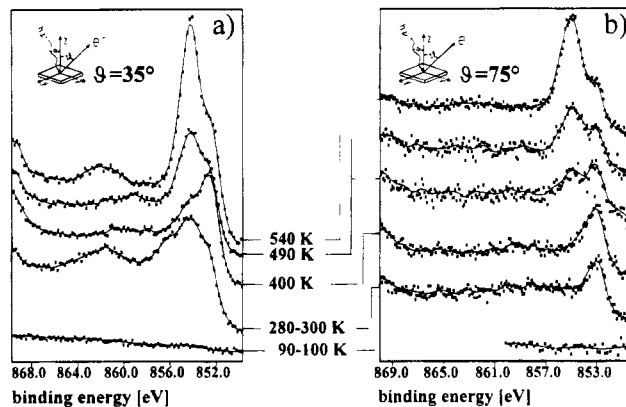 a)
z
e⁻
ϑ=35°
b)
z
e
ϑ=75°
540 K
490 K
400 K
280-300 K
90-100 K
868.0 864.0 860.0 856.0 852.0
binding energy [eV]
869.0 865.0 861.0 857.0 853.0
binding energy [eV]